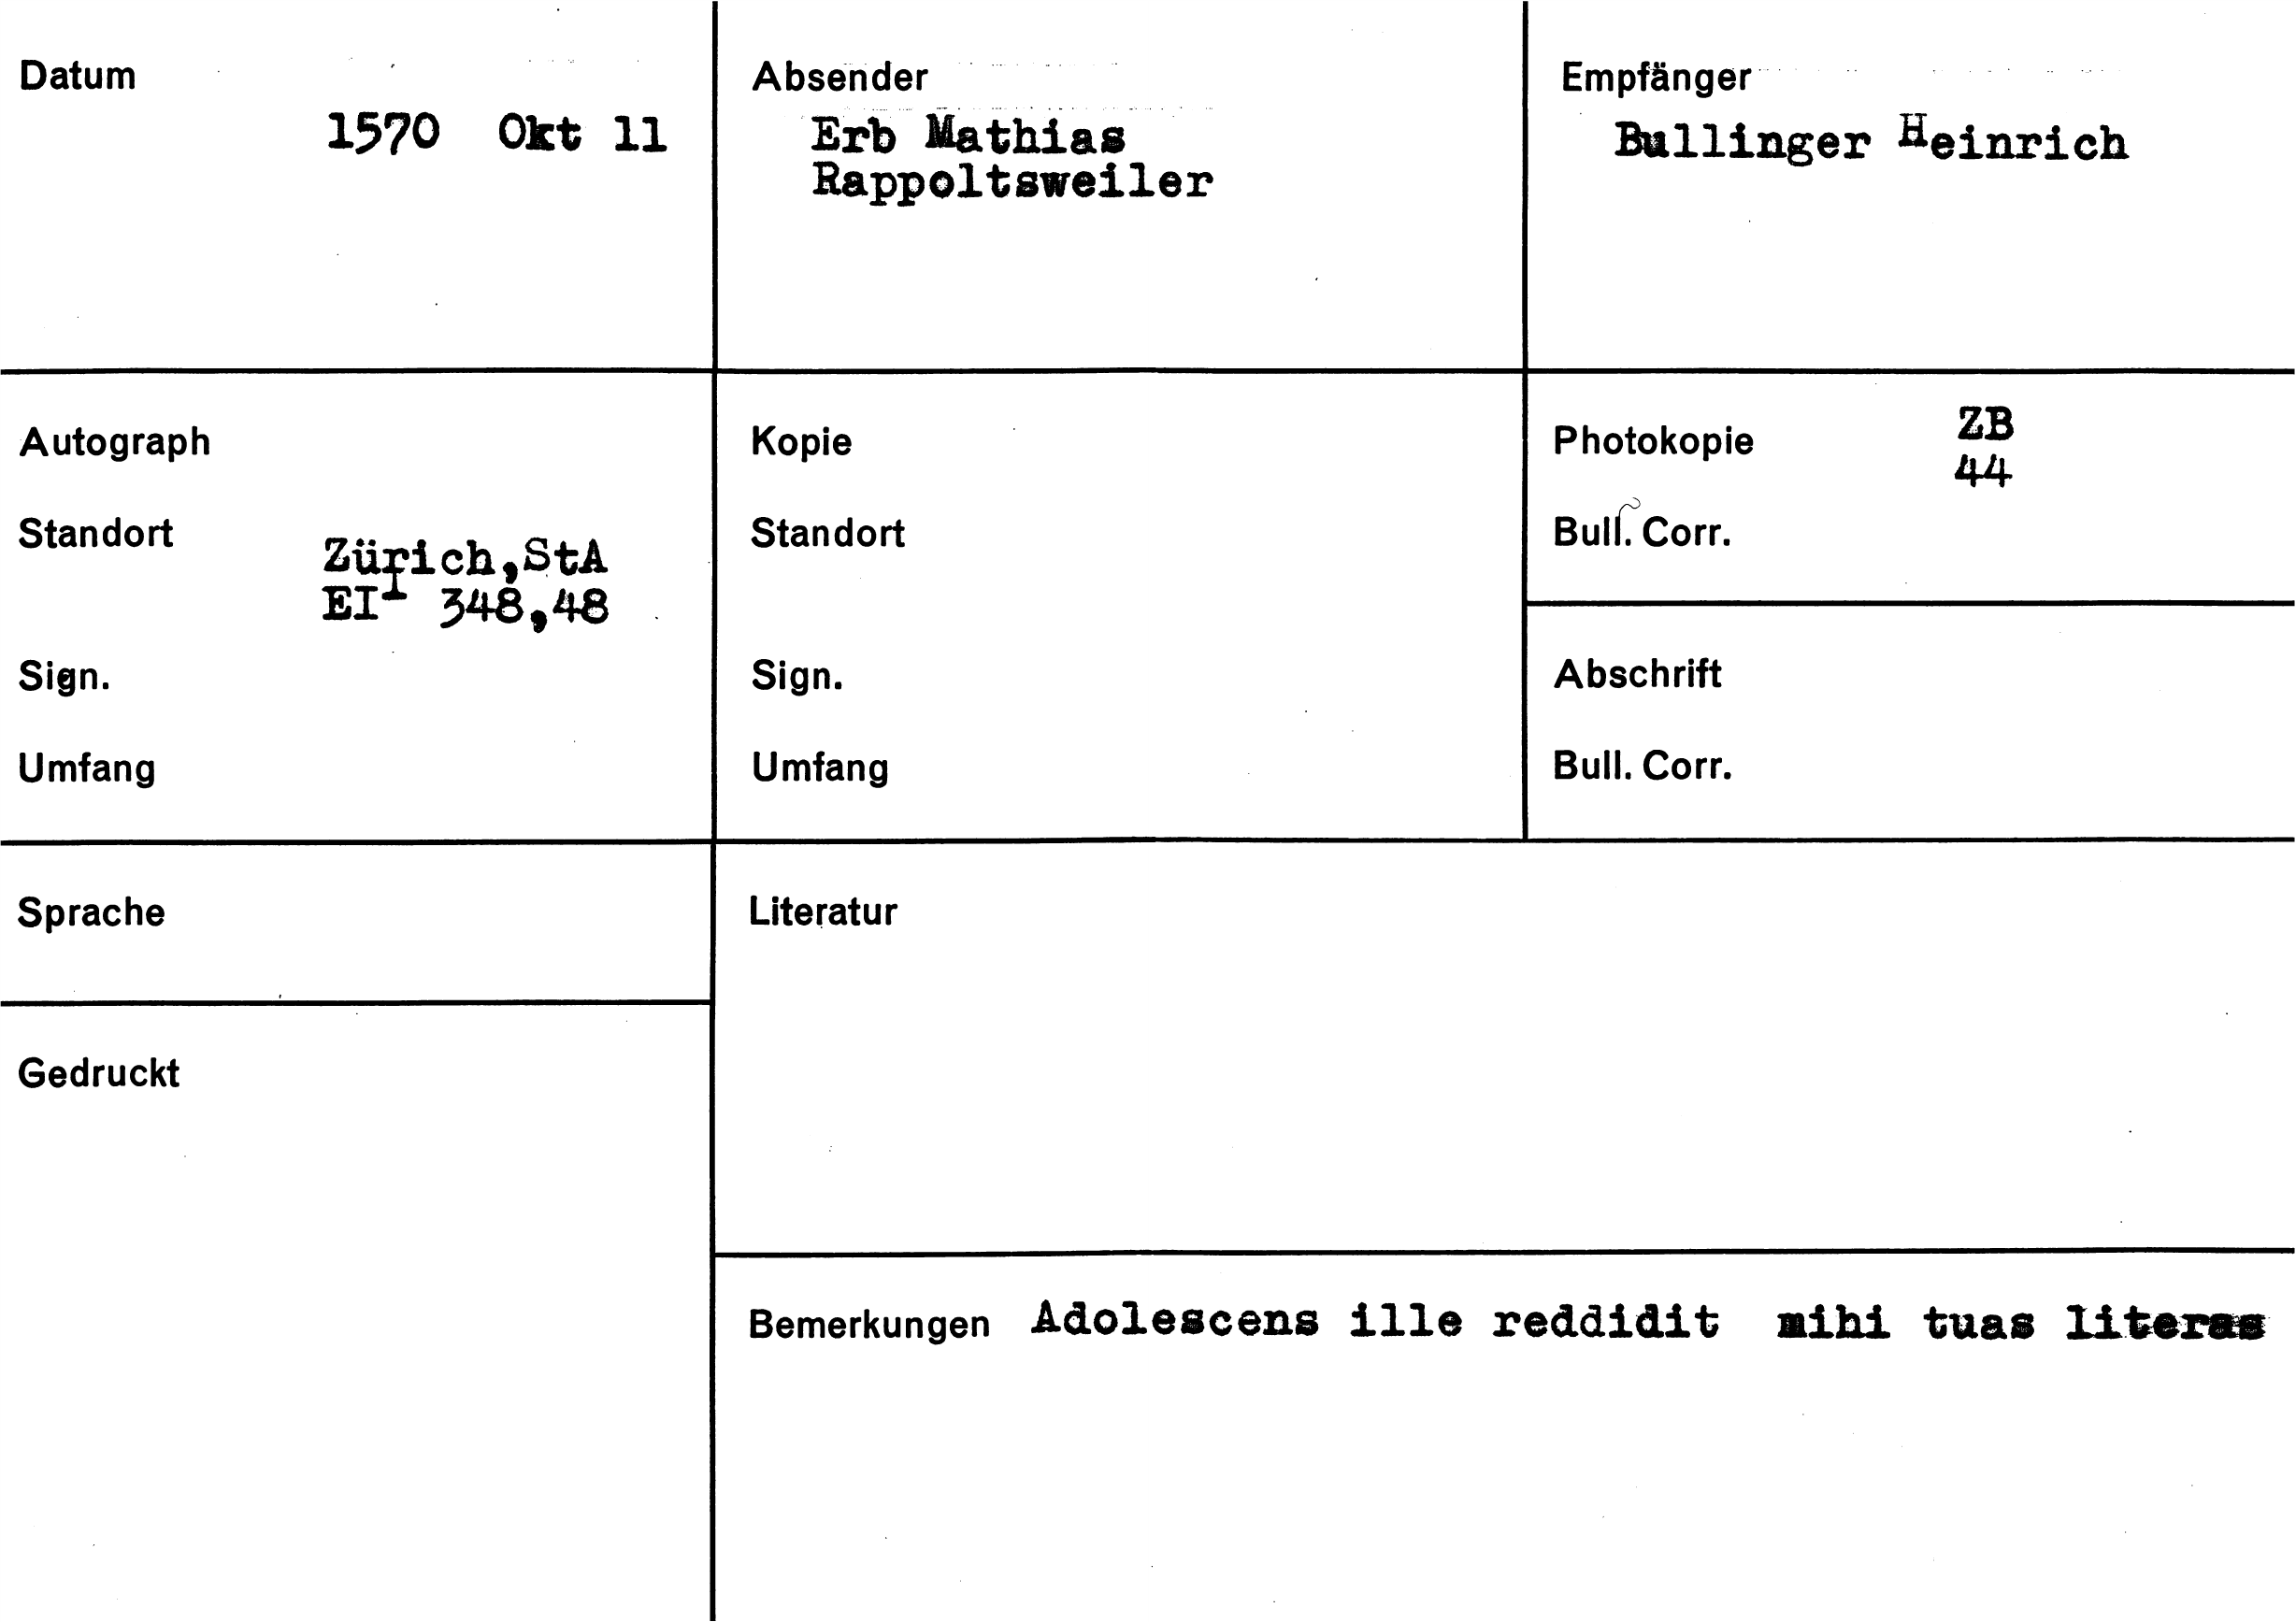 Datum
1570 Okt 11
Absender
Erb Mathias
Rappoltsweiler
Empfänger
Bullinger Heinrich
Autograph
Standort
Zürich,StA
EII 348,48
Sign.
Umfang
Kopie
Standort
Sign.
Umfang
Photokopie
ZB
44
Bull. Corr.
Abschrift
Bull. Corr.
Sprache
Literatur
Gedruckt
Bemerkungen Adolescens ille reddidit mihi tuas literas